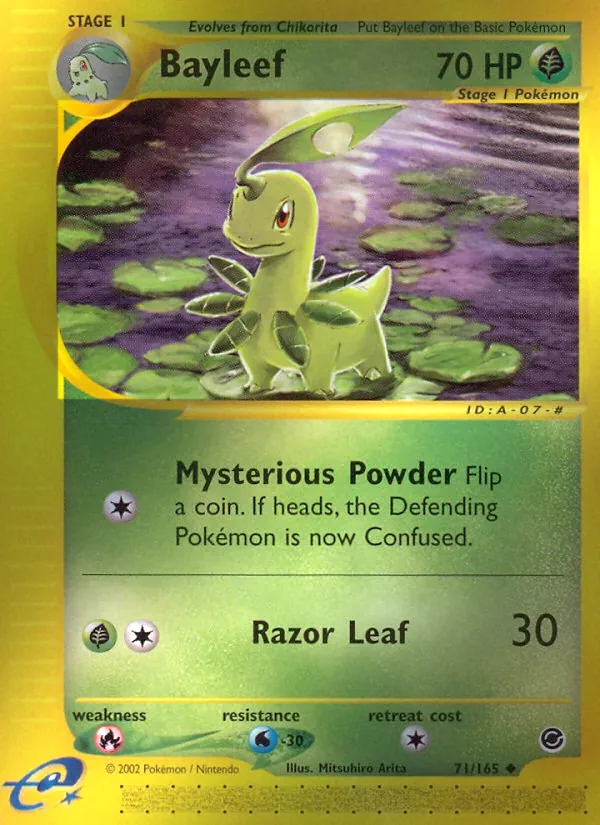 STAGE 1
Evolves from Chikorita Put Bayleef on the Basic Pokémon
Bayleef 70 HP
Stage 1 Pokémon
ID:A-07-#
Mysterious Powder Flip
a coin. If heads, the Defending
Pokémon is now Confused.
Razor Leaf 30
weakness resistance retreat cost
-30
© 2002 Pokémon / Nintendo Illus. Mitsuhiro Arita 71/165
e